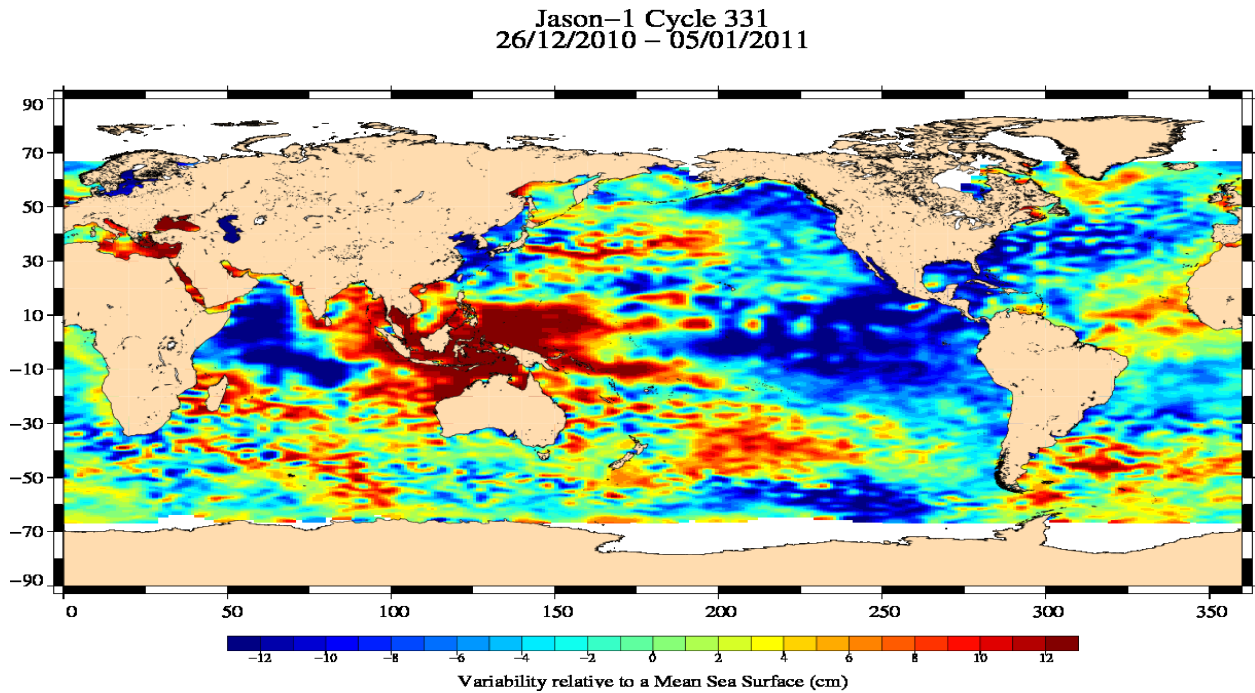 Jason−1 Cycle 331
26/12/2010 − 05/01/2011
90
70
50
30
10
−10
−30
−50
−70
−90
0 50 100 150 200 250 300 350
−12 −10 −8 −6 −4 −2 0 2 4 6 8 10 12
Variability relative to a Mean Sea Surface (cm)